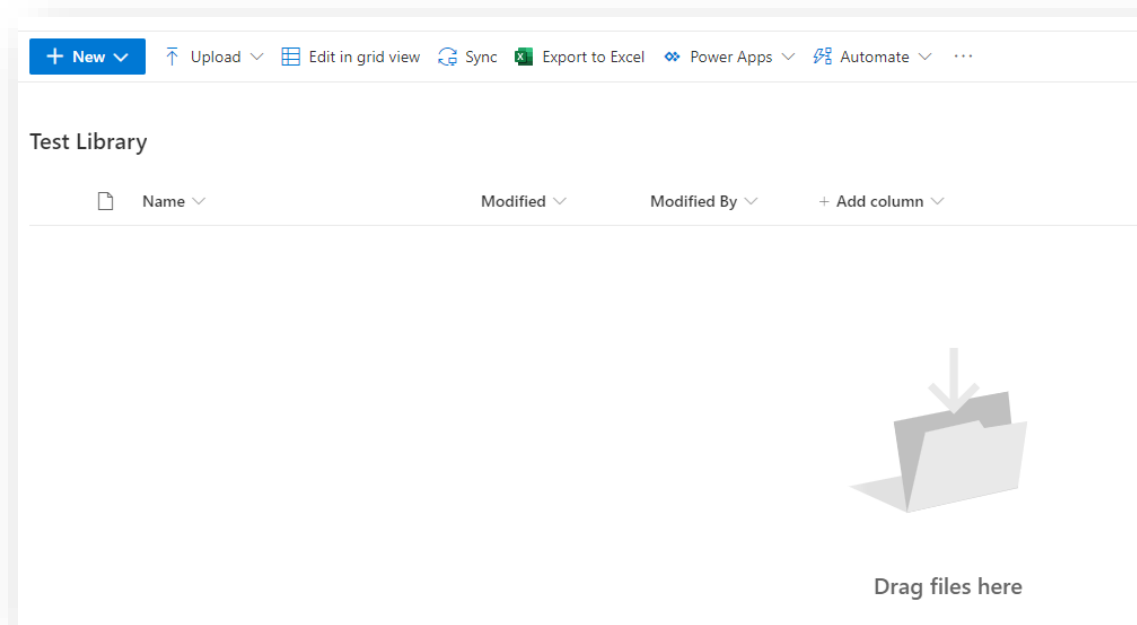 + New Upload Edit in grid view Sync Export to Excel Power Apps Automate ···
Test Library
Name Modified Modified By + Add column
Drag files here